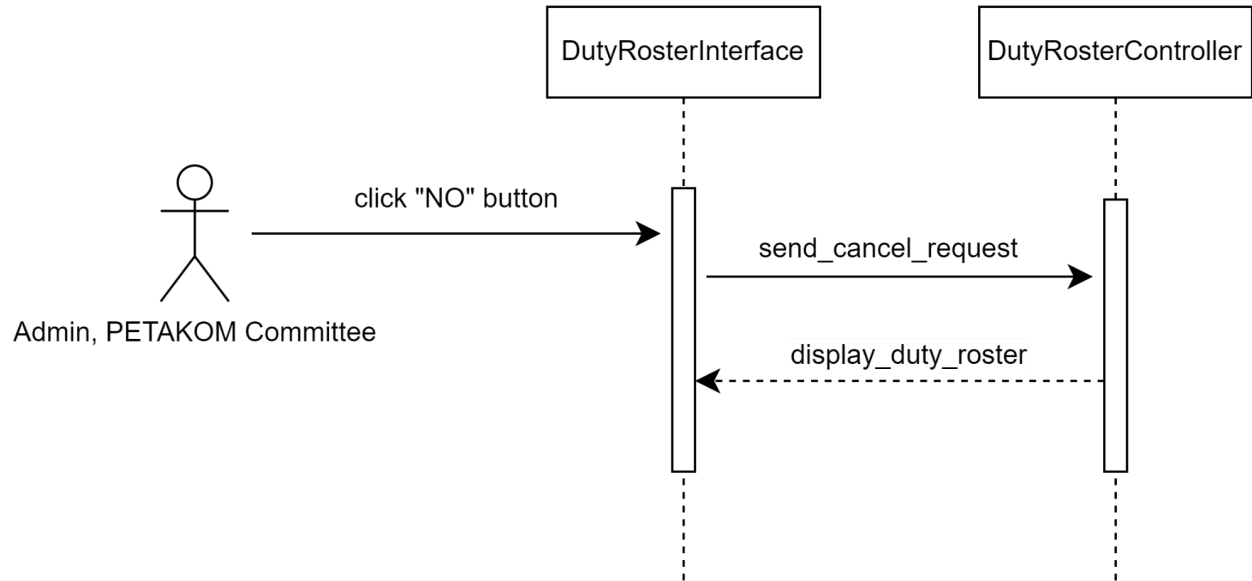 DutyRosterInterface
DutyRosterController
click "NO" button
send_cancel_request
Admin, PETAKOM Committee
display_duty_roster